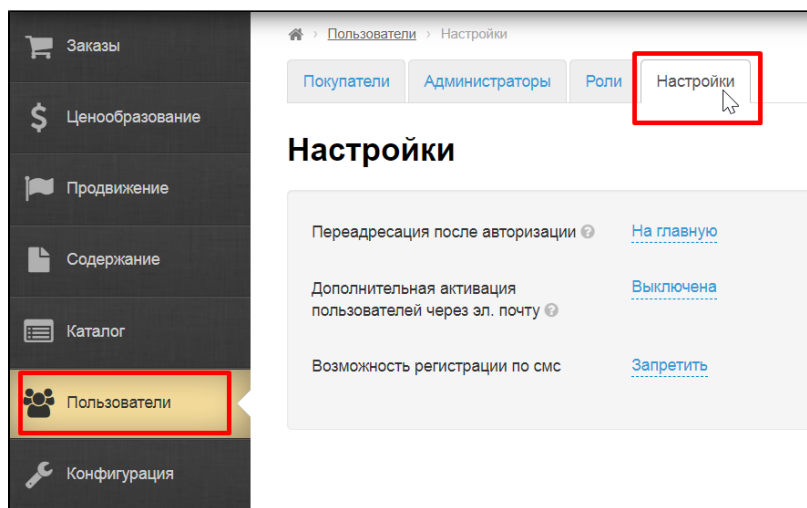 Заказы
Ценообразование
Продвижение
Содержание
Каталог
Пользователи
Конфигурация
Пользователи › Настройки
Покупатели Администраторы Роли Настройки
Настройки
Переадресация после авторизации ? На главную
Дополнительная активация Выключена
пользователей через эл. почту ?
Возможность регистрации по смс Запретить